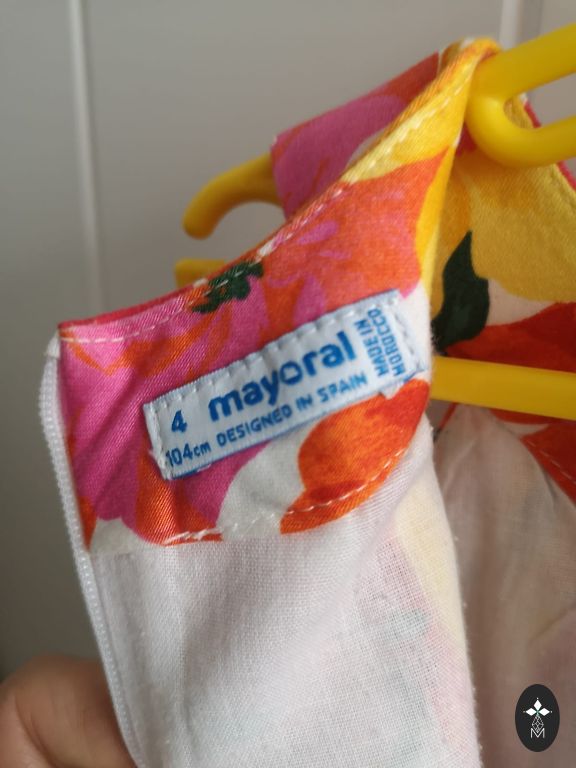 4 mayoral
104cm DESIGNED IN SPAIN
MADE IN
MOROCCO
M